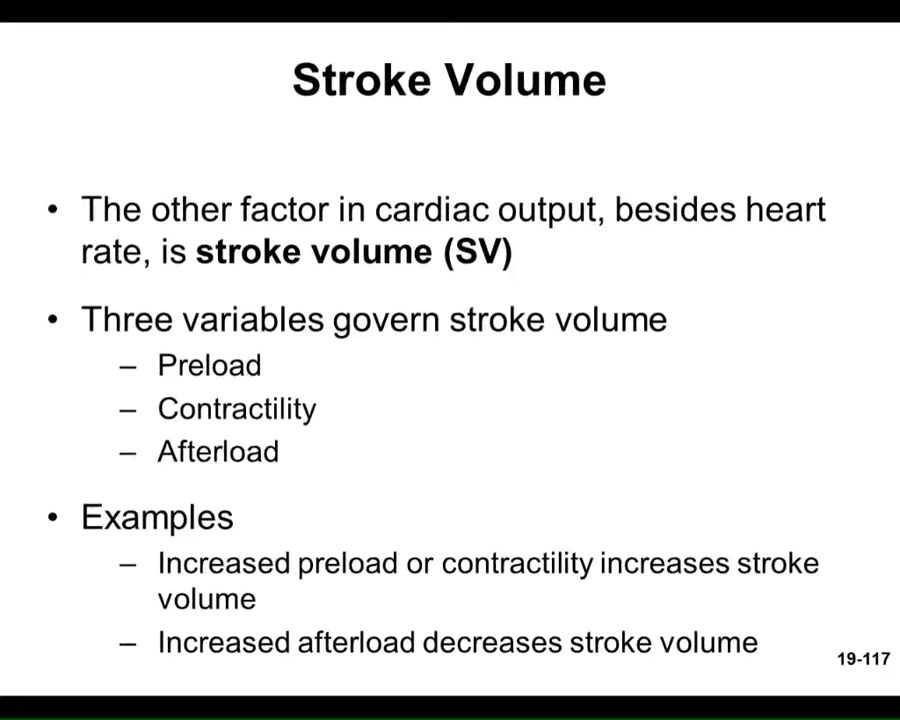 Stroke Volume
• The other factor in cardiac output, besides heart
rate, is stroke volume (SV)
• Three variables govern stroke volume
– Preload
– Contractility
– Afterload
• Examples
– Increased preload or contractility increases stroke
volume
– Increased afterload decreases stroke volume
19-117